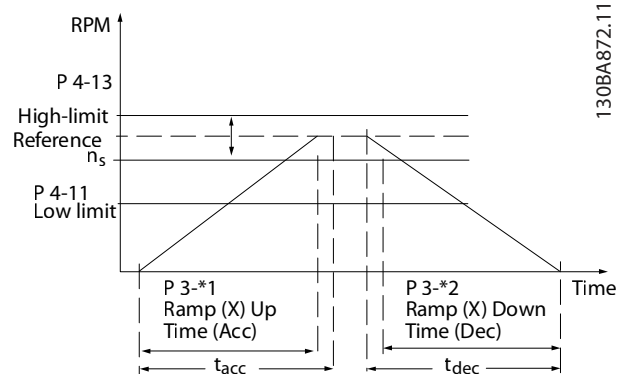 RPM
P 4-13
High-limit
Reference
ns
P 4-11
Low limit
Time
P 3-*1
Ramp (X) Up
Time (Acc)
P 3-*2
Ramp (X) Down
Time (Dec)
tacc
tdec
130BA872.11